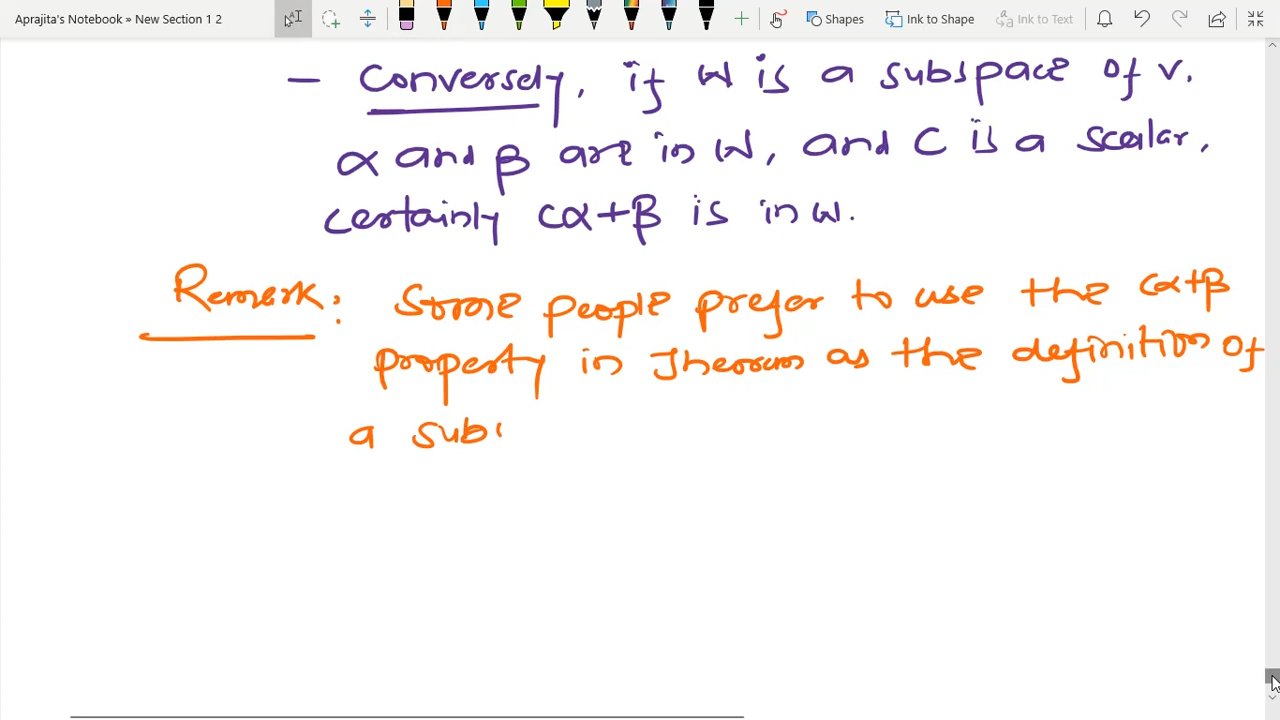 Aprajita's Notebook » New Section 1 2
Shapes
Ink to Shape
Ink to Text
- Conversely, if W is a subspace of V.
α and β are in W, and C is a scalar,
certainly cα+β is in W.
Remark: Some people prefer to use the cα+β
property in Theorem as the definition of
a subs